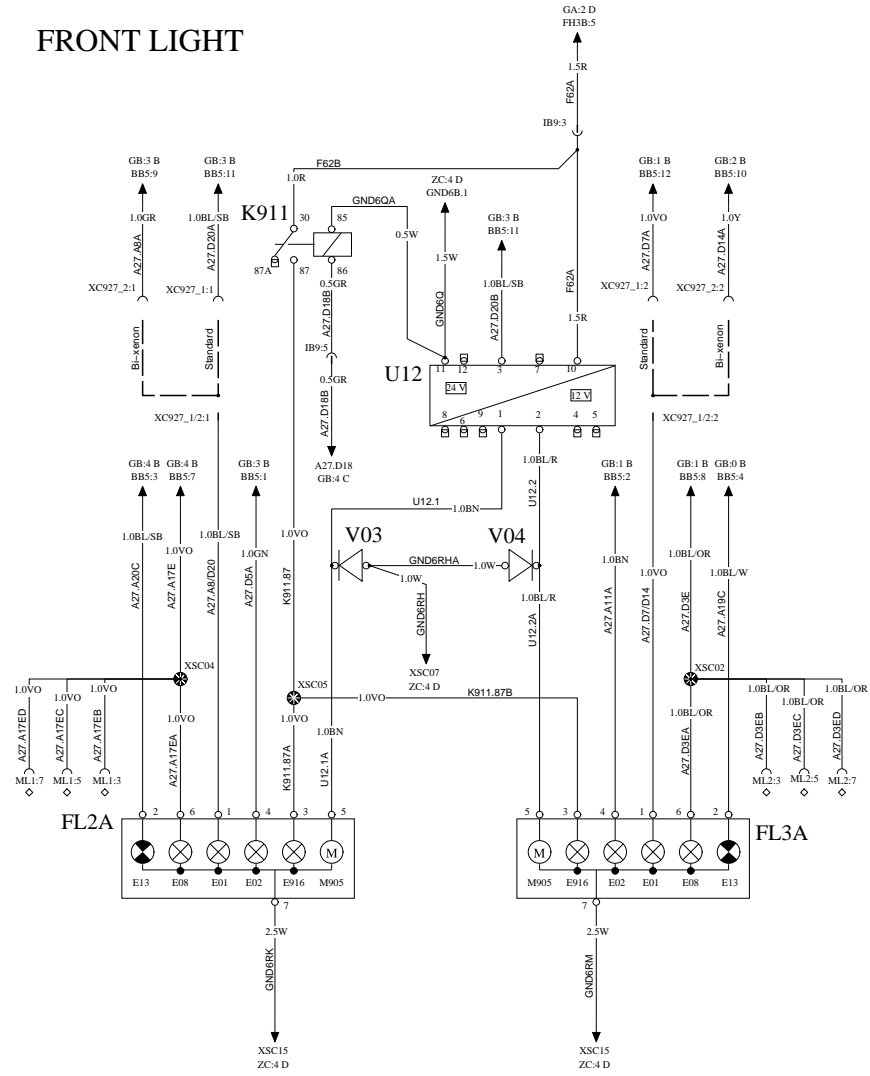 FRONT LIGHT
GA:2 D
FH3B:5
1.5R
F62A
IB9:3
F62B
1.0R
GB:3 B
BB5:9
GB:3 B
BB5:11
ZC:4 D
GND6B.1
GB:1 B
BB5:12
GB:2 B
BB5:10
K911
30
85
GND6QA
GB:3 B
BB5:11
1.0GR
1.0BL/SB
0.5W
1.0VO
1.0Y
A27.A8A
A27.D20A
87A
87
86
1.5W
A27.D7A
A27.D14A
0.5GR
A27.D18B
1.0BL/SB
GND6Q
A27.D20B
F62A
XC927_2:1
XC927_1:1
XC927_1:2
XC927_2:2
1.5R
Bi-xenon
Standard
IB9:5
Standard
Bi-xenon
0.5GR
A27.D18B
U12
11
12
3
7
10
24 V
12 V
8
6
9
1
2
4
5
XC927_1/2:1
XC927_1/2:2
A27.D18
GB:4 C
GB:4 B
BB5:3
GB:4 B
BB5:7
GB:3 B
BB5:1
1.0BL/R
U12.2
GB:1 B
BB5:2
GB:1 B
BB5:8
GB:0 B
BB5:4
U12.1
1.0BN
1.0BL/SB
1.0VO
1.0BL/SB
1.0GN
1.0VO
V03
V04
GND6RHA
1.0W
1.0W
1.0BN
1.0VO
1.0BL/OR
1.0BL/W
A27.A20C
A27.A17E
A27.A8/D20
A27.D5A
K911.87
GND6RH
1.0BL/R
U12.2A
A27.A11A
A27.D7/D14
A27.D3E
A27.A19C
XSC04
XSC07
ZC:4 D
XSC02
1.0VO
1.0VO
1.0VO
XSC05
1.0VO
K911.87B
1.0BL/OR
1.0BL/OR
1.0BL/OR
A27.A17ED
A27.A17EC
A27.A17EB
1.0VO
A27.A17EA
1.0VO
K911.87A
1.0BN
U12.1A
1.0BL/OR
A27.D3EA
A27.D3EB
A27.D3EC
A27.D3ED
ML1:7
ML1:5
ML1:3
ML2:3
ML2:5
ML2:7
FL2A
2
6
1
4
3
5
5
3
4
1
6
2
FL3A
M
M
E13
E08
E01
E02
E916
M905
M905
E916
E02
E01
E08
E13
7
7
2.5W
2.5W
GND6RK
GND6RM
XSC15
ZC:4 D
XSC15
ZC:4 D